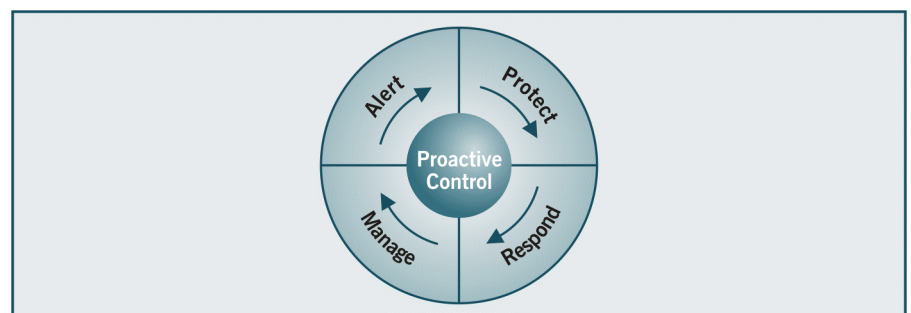 Alert
Protect
Proactive
Control
Manage
Respond